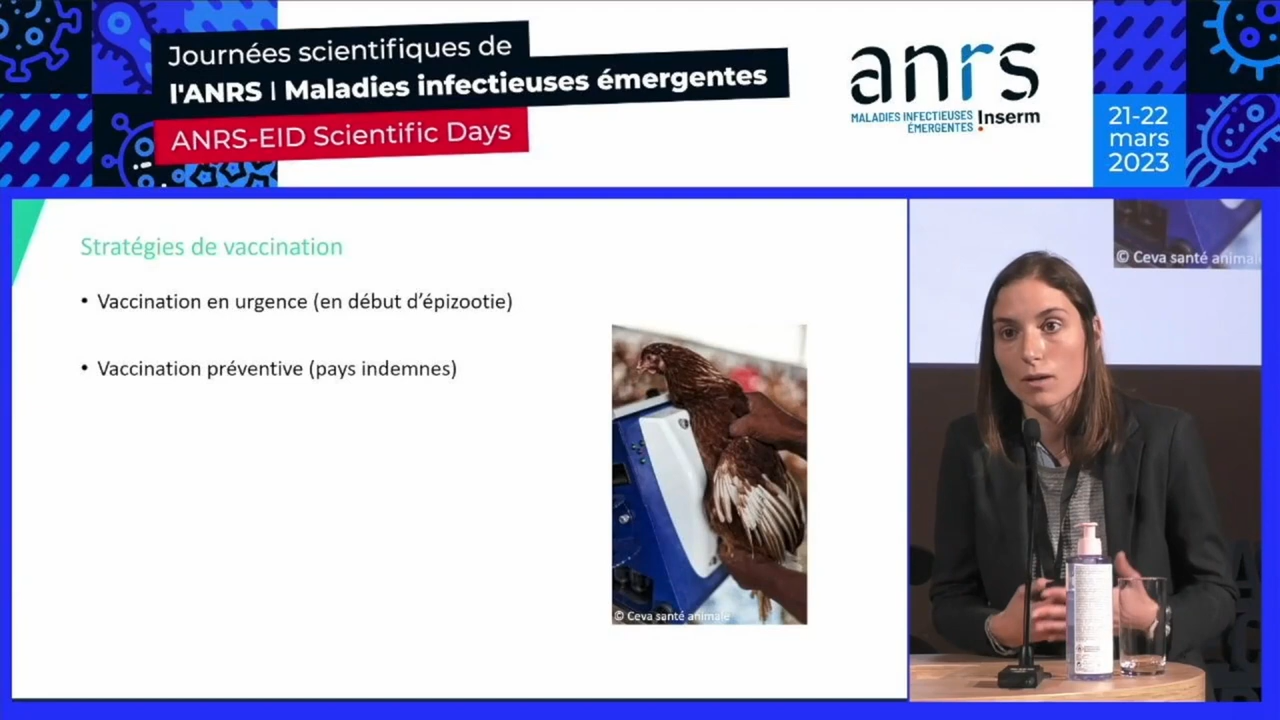 Journées scientifiques de
l'ANRS | Maladies infectieuses émergentes
ANRS-EID Scientific Days
anrs
MALADIES INFECTIEUSES
ÉMERGENTES
Inserm
21-22
mars
2023
Stratégies de vaccination
• Vaccination en urgence (en début d'épizootie)
• Vaccination préventive (pays indemnes)
© Ceva santé animale
© Ceva santé animal